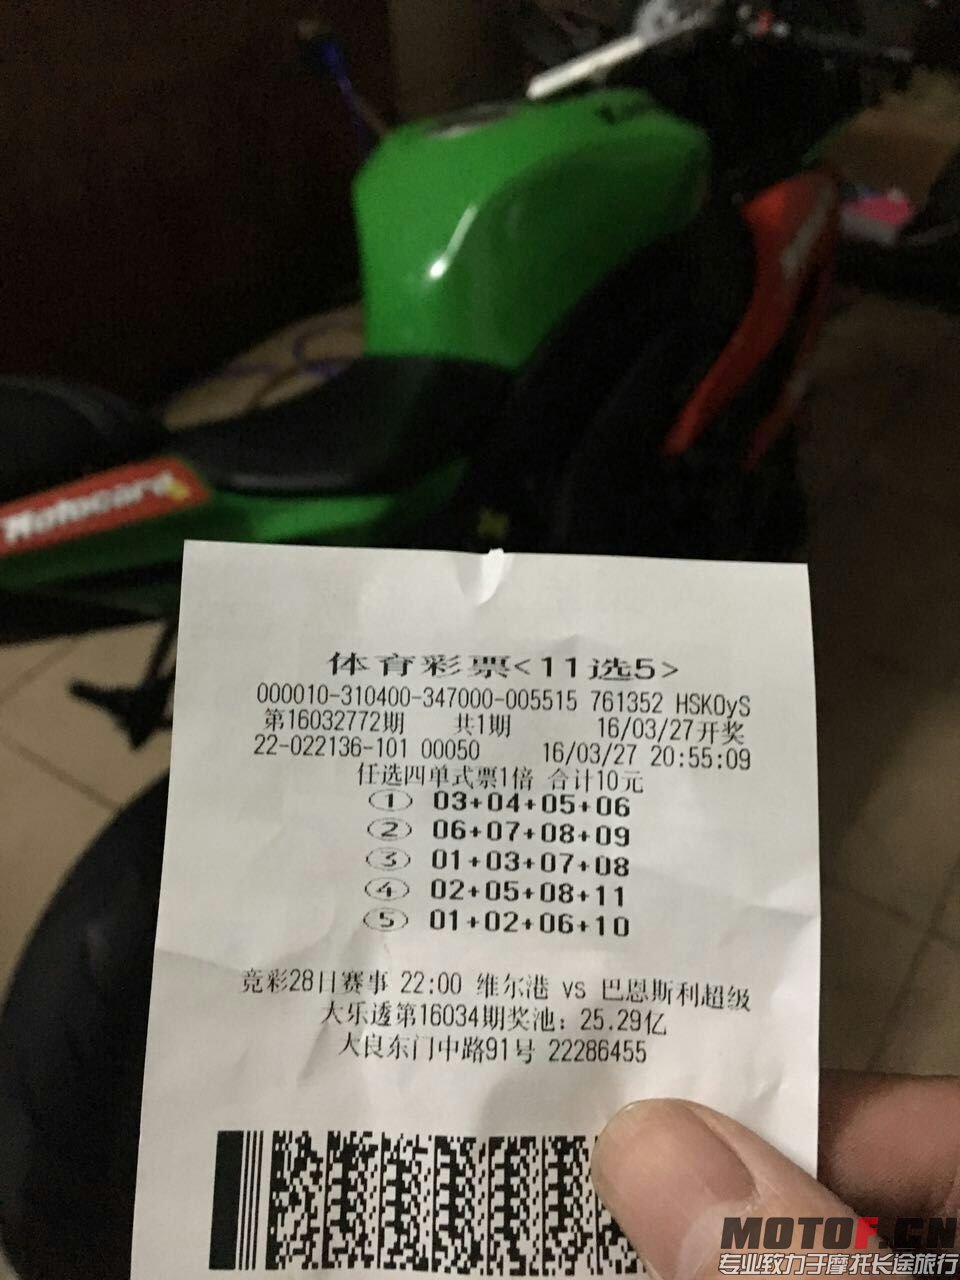 Motocard
体育彩票<11选5>
000010-310400-347000-005515 761352 HSKOyS
第16032772期 共1期 16/03/27开奖
22-022136-101 00050 16/03/27 20:55:09
任选四单式票1倍 合计10元
① 03+04+05+06
② 06+07+08+09
③ 01+03+07+08
④ 02+05+08+11
⑤ 01+02+06+10
竞彩28日赛事 22:00 维尔港 vs 巴恩斯利超级
大乐透第16034期奖池：25.29亿
大良东门中路91号 22286455
MOTOF.CN
专业致力于摩托长途旅行